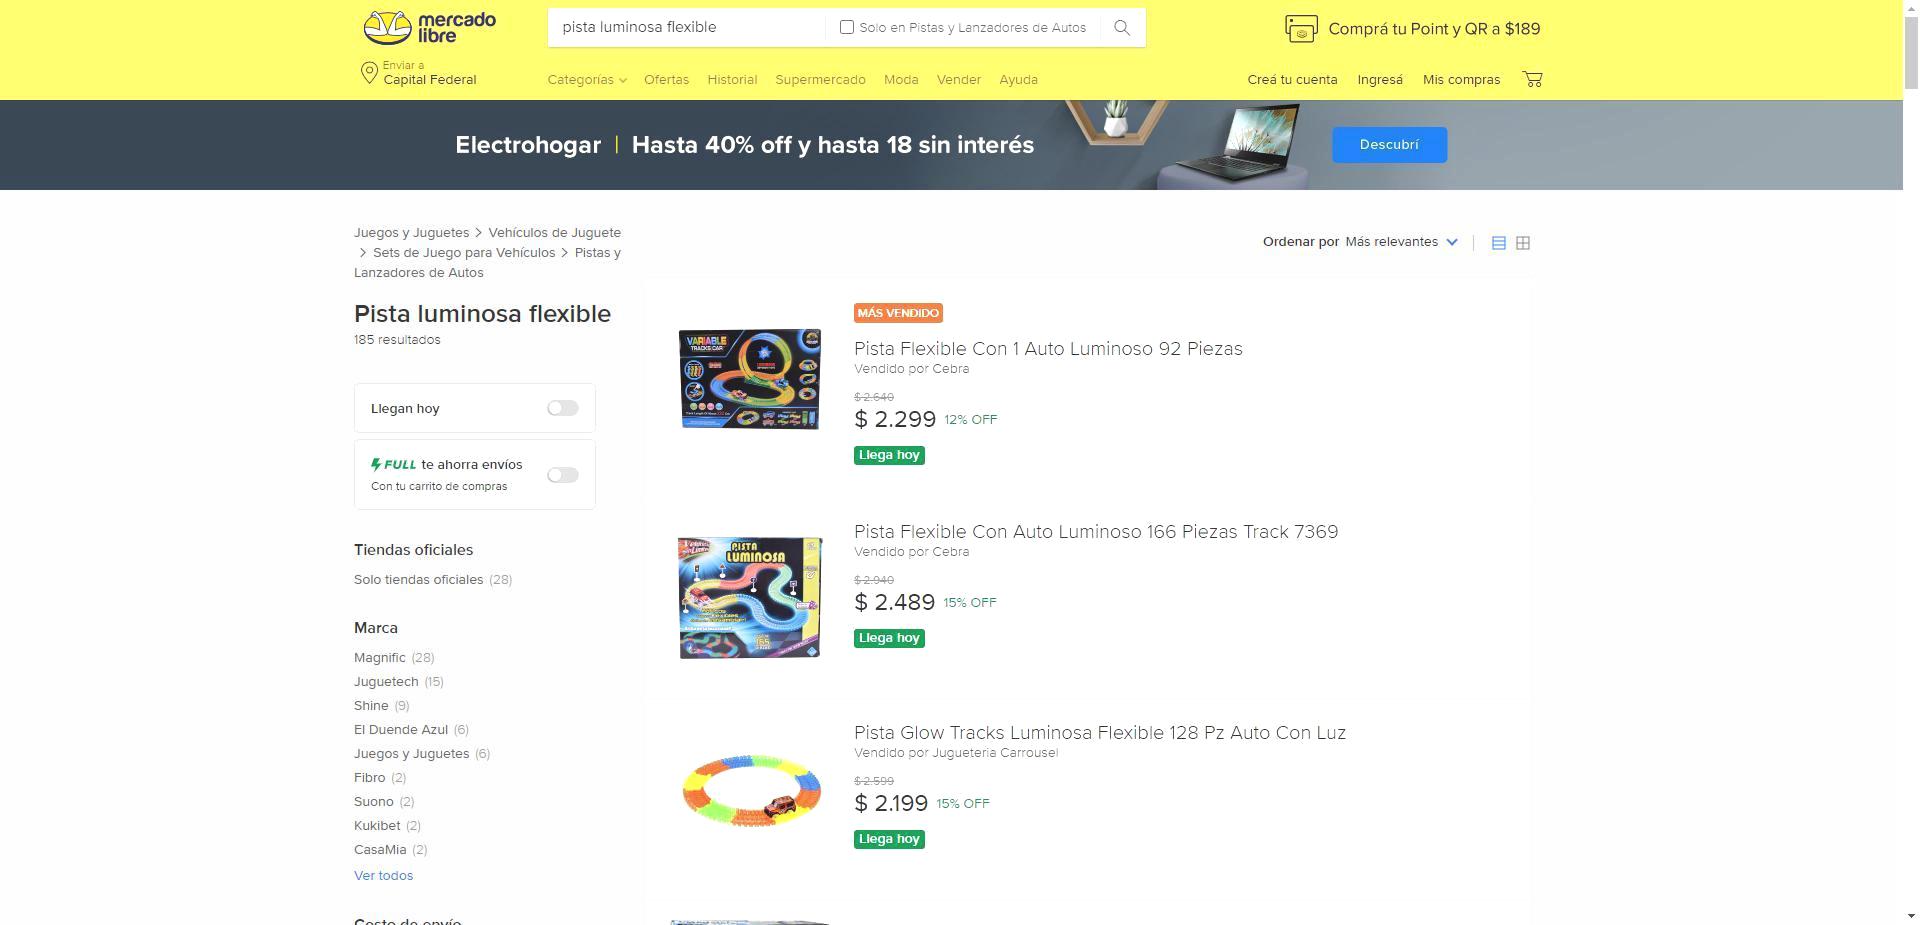 mercado
libre
pista luminosa flexible
Solo en Pistas y Lanzadores de Autos
Comprá tu Point y QR a $189
Enviar a
Capital Federal
Categorías
Ofertas
Historial
Supermercado
Moda
Vender
Ayuda
Creá tu cuenta
Ingresá
Mis compras
Electrohogar | Hasta 40% off y hasta 18 sin interés
Descubrí
Juegos y Juguetes > Vehículos de Juguete
> Sets de Juego para Vehículos > Pistas y
Lanzadores de Autos
Ordenar por Más relevantes
Pista luminosa flexible
185 resultados
Llegan hoy
FULL te ahorra envíos
Con tu carrito de compras
Tiendas oficiales
Solo tiendas oficiales (28)
Marca
Magnific (28)
Juguetech (15)
Shine (9)
El Duende Azul (6)
Juegos y Juguetes (6)
Fibro (2)
Suono (2)
Kukibet (2)
CasaMia (2)
Ver todos
Costo de envío
MÁS VENDIDO
VARIABLE
TRACKS CAR
Pista Flexible Con 1 Auto Luminoso 92 Piezas
Vendido por Cebra
$ 2.640
$ 2.299 12% OFF
Llega hoy
PISTA
LUMINOSA
Pista Flexible Con Auto Luminoso 166 Piezas Track 7369
Vendido por Cebra
$ 2.940
$ 2.489 15% OFF
Llega hoy
Pista Glow Tracks Luminosa Flexible 128 Pz Auto Con Luz
Vendido por Jugueteria Carrousel
$ 2.599
$ 2.199 15% OFF
Llega hoy